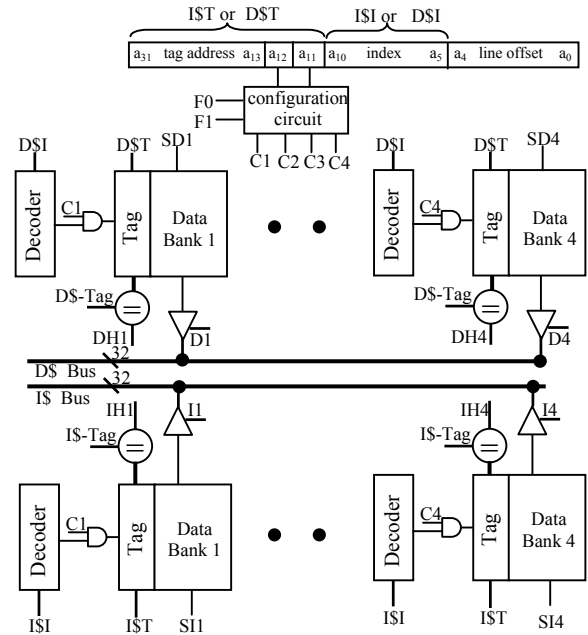 I$T or D$T
I$I or D$I
a31 tag address a13 a12 a11 a10 index a5 a4 line offset a0
F0
F1
configuration circuit
C1 C2 C3 C4
D$I
D$T
SD1
D$I
D$T
SD4
Decoder
C1
Tag
Data Bank 1
Decoder
C4
Tag
Data Bank 4
D$-Tag
=
DH1
D1
D$-Tag
=
DH4
D4
32
D$ Bus
32
I$ Bus
IH1
I1
I$-Tag
=
IH4
I4
I$-Tag
=
Decoder
C1
Tag
Data Bank 1
Decoder
C4
Tag
Data Bank 4
I$I
I$T
SI1
I$I
I$T
SI4